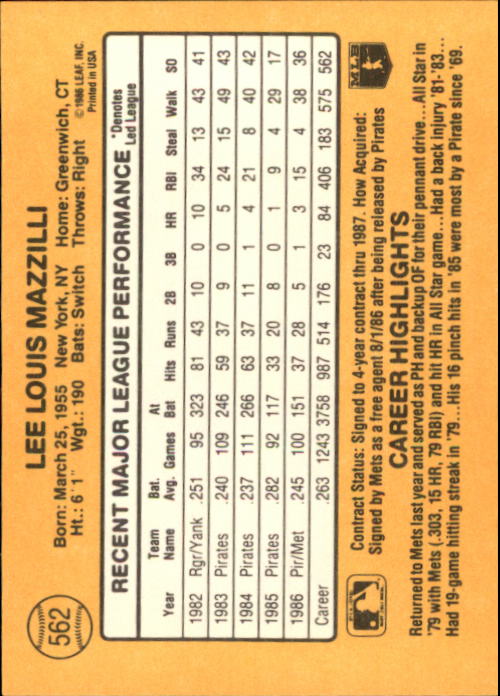 562
LEE LOUIS MAZZILLI
Born: March 25, 1955 New York, NY Home: Greenwich, CT
Ht.: 6' 1" Wgt.: 190 Bats: Switch Throws: Right
©1986 LEAF, INC.
Printed in USA
RECENT MAJOR LEAGUE PERFORMANCE *Denotes Led League
Year Team Name Bat. Avg. Games At Bat Hits Runs 2B 3B HR RBI Steal Walk SO
1982 Rgr/Yank .251 95 323 81 43 10 0 10 34 13 43 41
1983 Pirates .240 109 246 59 37 9 0 5 24 15 49 43
1984 Pirates .237 111 266 63 37 11 1 4 21 8 40 42
1985 Pirates .282 92 117 33 20 8 0 1 9 4 29 17
1986 Pir/Met .245 100 151 37 28 5 1 3 15 4 38 36
Career .263 1243 3758 987 514 176 23 84 406 183 575 562
Contract Status: Signed to 4-year contract thru 1987. How Acquired:
Signed by Mets as a free agent 8/1/86 after being released by Pirates
MLB
CAREER HIGHLIGHTS
Returned to Mets last year and served as PH and backup OF for their pennant drive...All Star in
'79 with Mets (.303, 15 HR, 79 RBI) and hit HR in All Star game...Had a back injury '81-'83...
Had 19-game hitting streak in '79...His 16 pinch hits in '85 were most by a Pirate since '69.